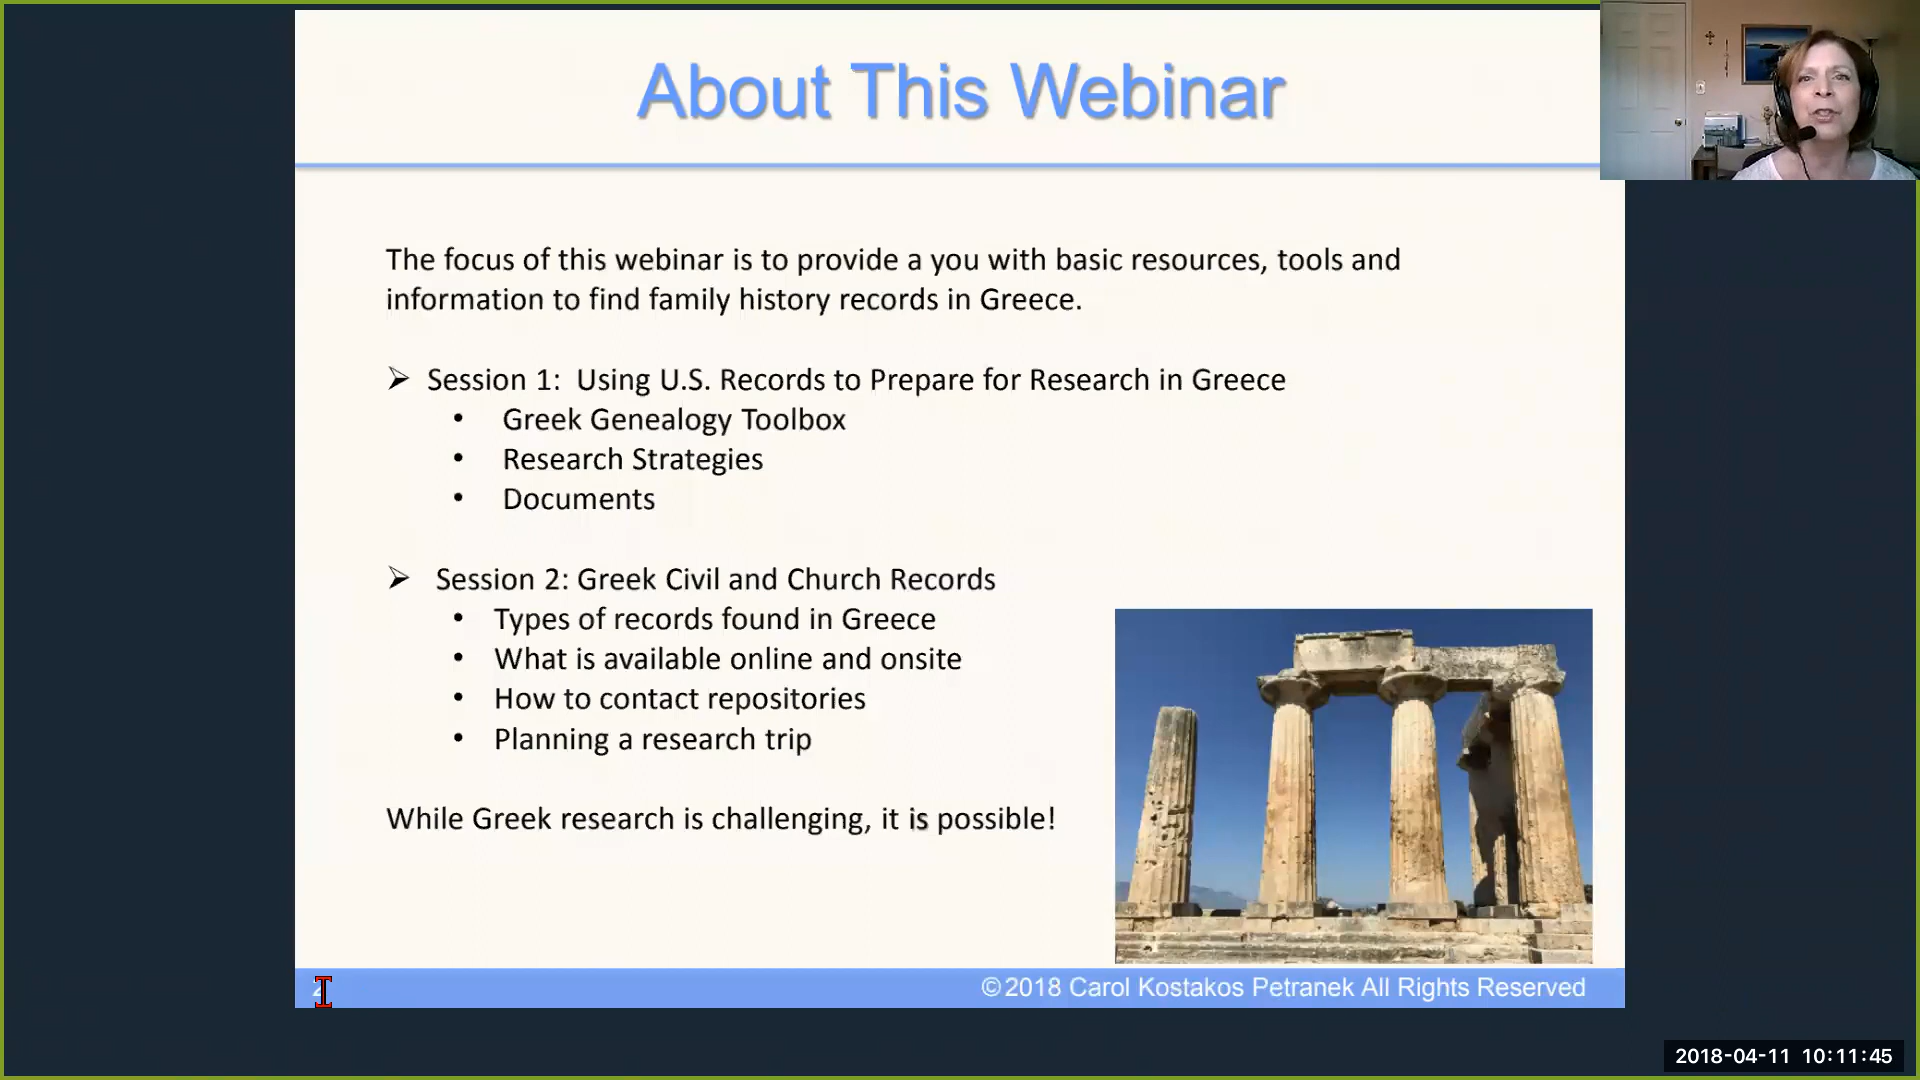 About This Webinar
The focus of this webinar is to provide a you with basic resources, tools and
information to find family history records in Greece.
➢ Session 1: Using U.S. Records to Prepare for Research in Greece
• Greek Genealogy Toolbox
• Research Strategies
• Documents
➢ Session 2: Greek Civil and Church Records
• Types of records found in Greece
• What is available online and onsite
• How to contact repositories
• Planning a research trip
While Greek research is challenging, it is possible!
©2018 Carol Kostakos Petranek All Rights Reserved
2018-04-11 10:11:45